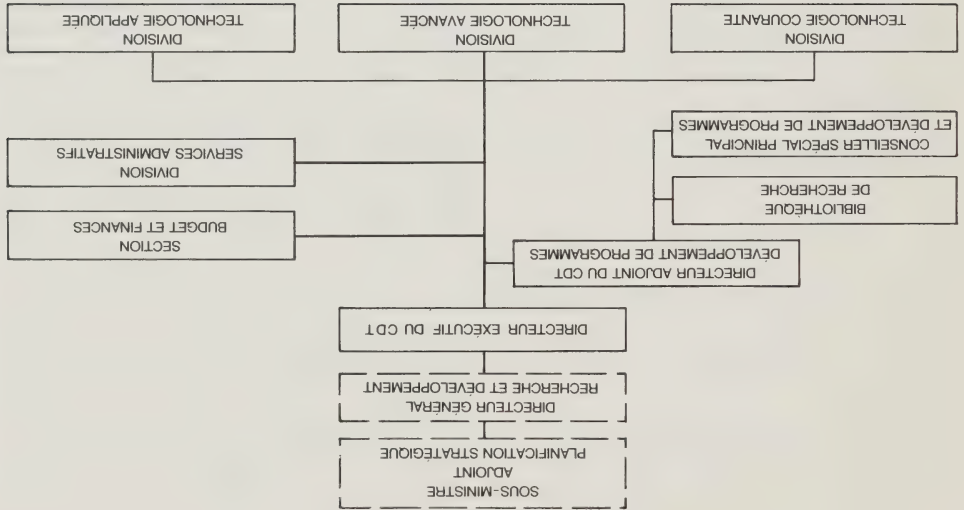 SOUS-MINISTRE
ADJOINT
PLANIFICATION STRATÉGIQUE
DIRECTEUR GÉNÉRAL
RECHERCHE ET DÉVELOPPEMENT
DIRECTEUR EXÉCUTIF DU CDT
DIRECTEUR ADJOINT DU CDT
DÉVELOPPEMENT DE PROGRAMMES
SECTION
BUDGET ET FINANCES
BIBLIOTHÈQUE
DE RECHERCHE
DIVISION
SERVICES ADMINISTRATIFS
CONSEILLER SPÉCIAL PRINCIPAL
ET DÉVELOPPEMENT DE PROGRAMMES
DIVISION
TECHNOLOGIE APPLIQUÉE
DIVISION
TECHNOLOGIE AVANCÉE
DIVISION
TECHNOLOGIE COURANTE